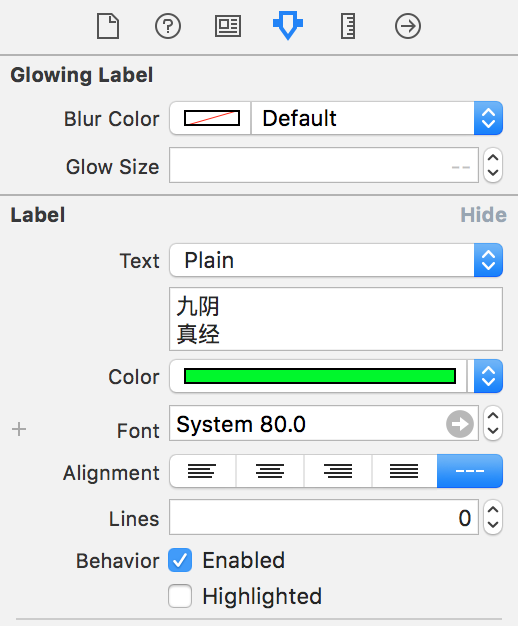 Glowing Label
Blur Color Default
Glow Size --
Label Hide
Text Plain
九阴
真经
Color
Font System 80.0
Alignment ---
Lines 0
Behavior Enabled
Highlighted